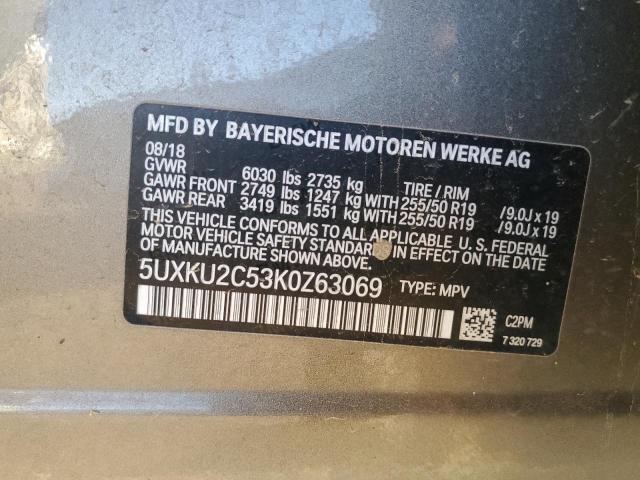 MFD BY BAYERISCHE MOTOREN WERKE AG
08/18
GVWR 6030 lbs 2735 kg TIRE / RIM
GAWR FRONT 2749 lbs 1247 kg WITH 255/50 R19 /9.0J x 19
GAWR REAR 3419 lbs 1551 kg WITH 255/50 R19 /9.0J x 19
THIS VEHICLE CONFORMS TO ALL APPLICABLE U.S. FEDERAL
MOTOR VEHICLE SAFETY STANDARDS IN EFFECT ON THE DATE
OF MANUFACTURE SHOWN ABOVE.
5UXKU2C53K0Z63069 TYPE: MPV
C2PM
7 320 729